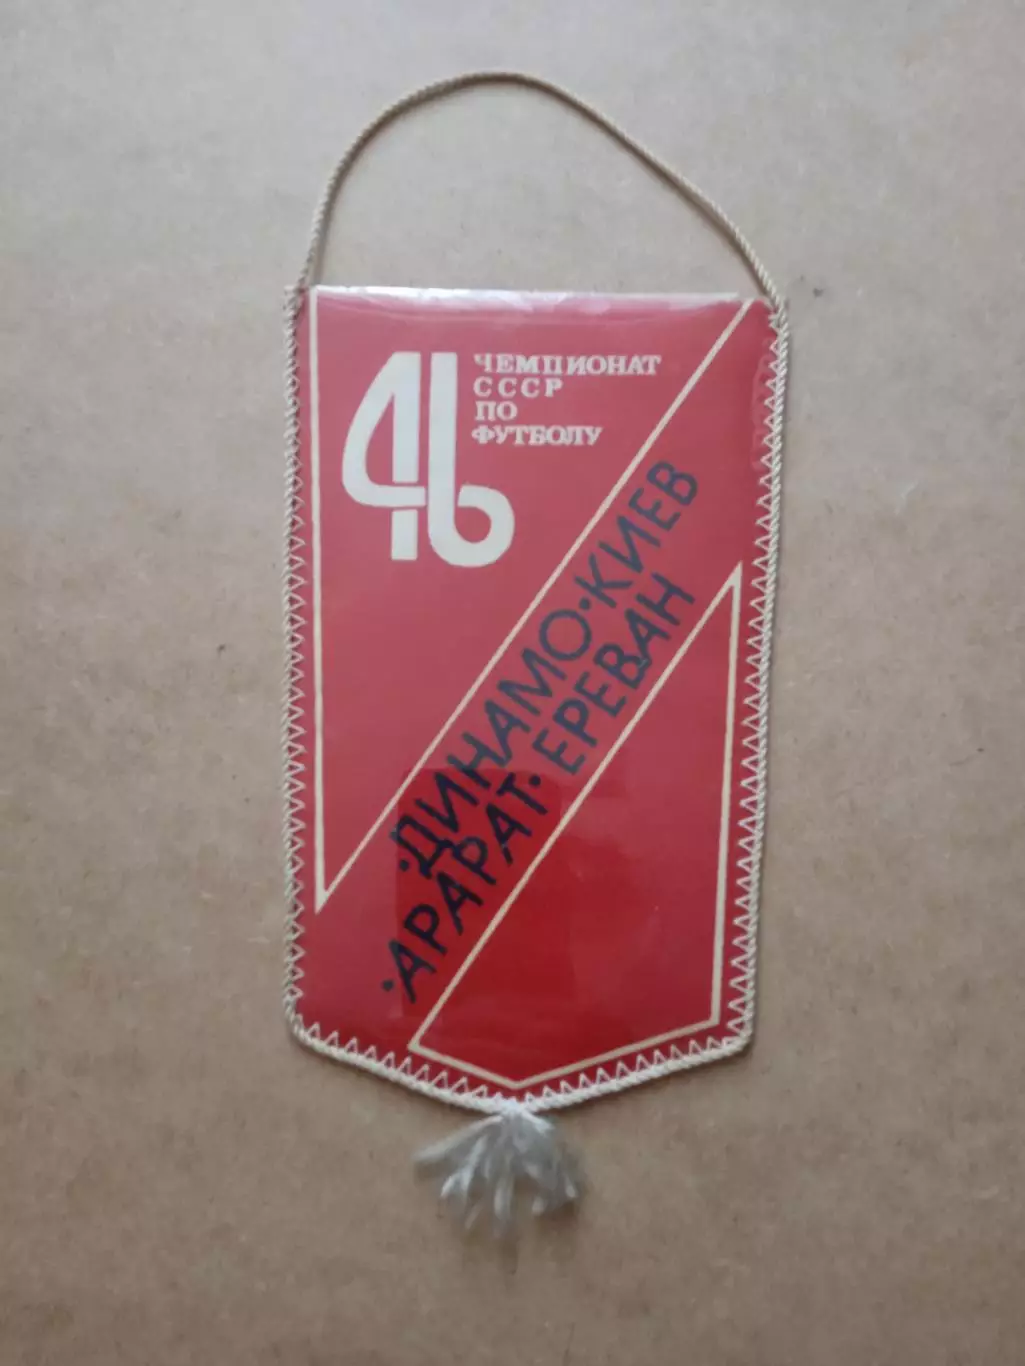 46
ЧЕМПИОНАТ
СССР
ПО
ФУТБОЛУ
·ДИНАМО·КИЕВ
·АРАРАТ·ЕРЕВАН